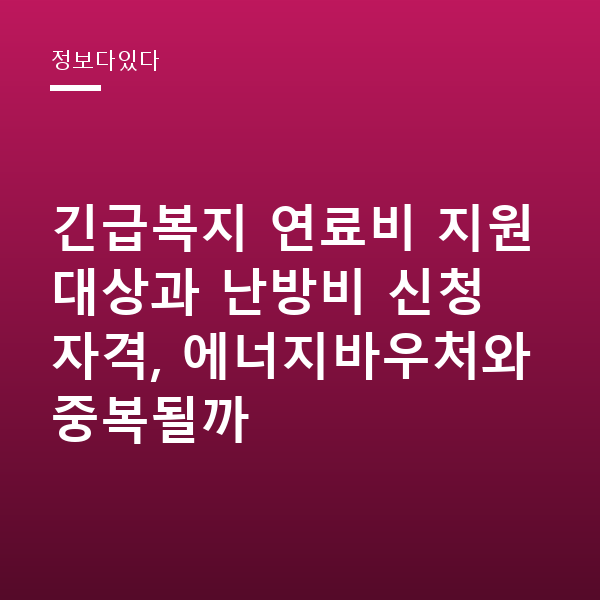 정보다있다
긴급복지 연료비 지원
대상과 난방비 신청
자격, 에너지바우처와
중복될까